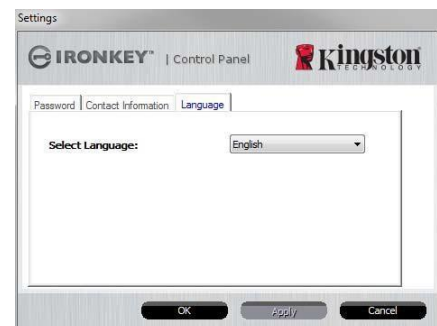 Settings
IRONKEY™ | Control Panel
Kingston
TECHNOLOGY
Password Contact Information Language
Select Language: English
OK Apply Cancel